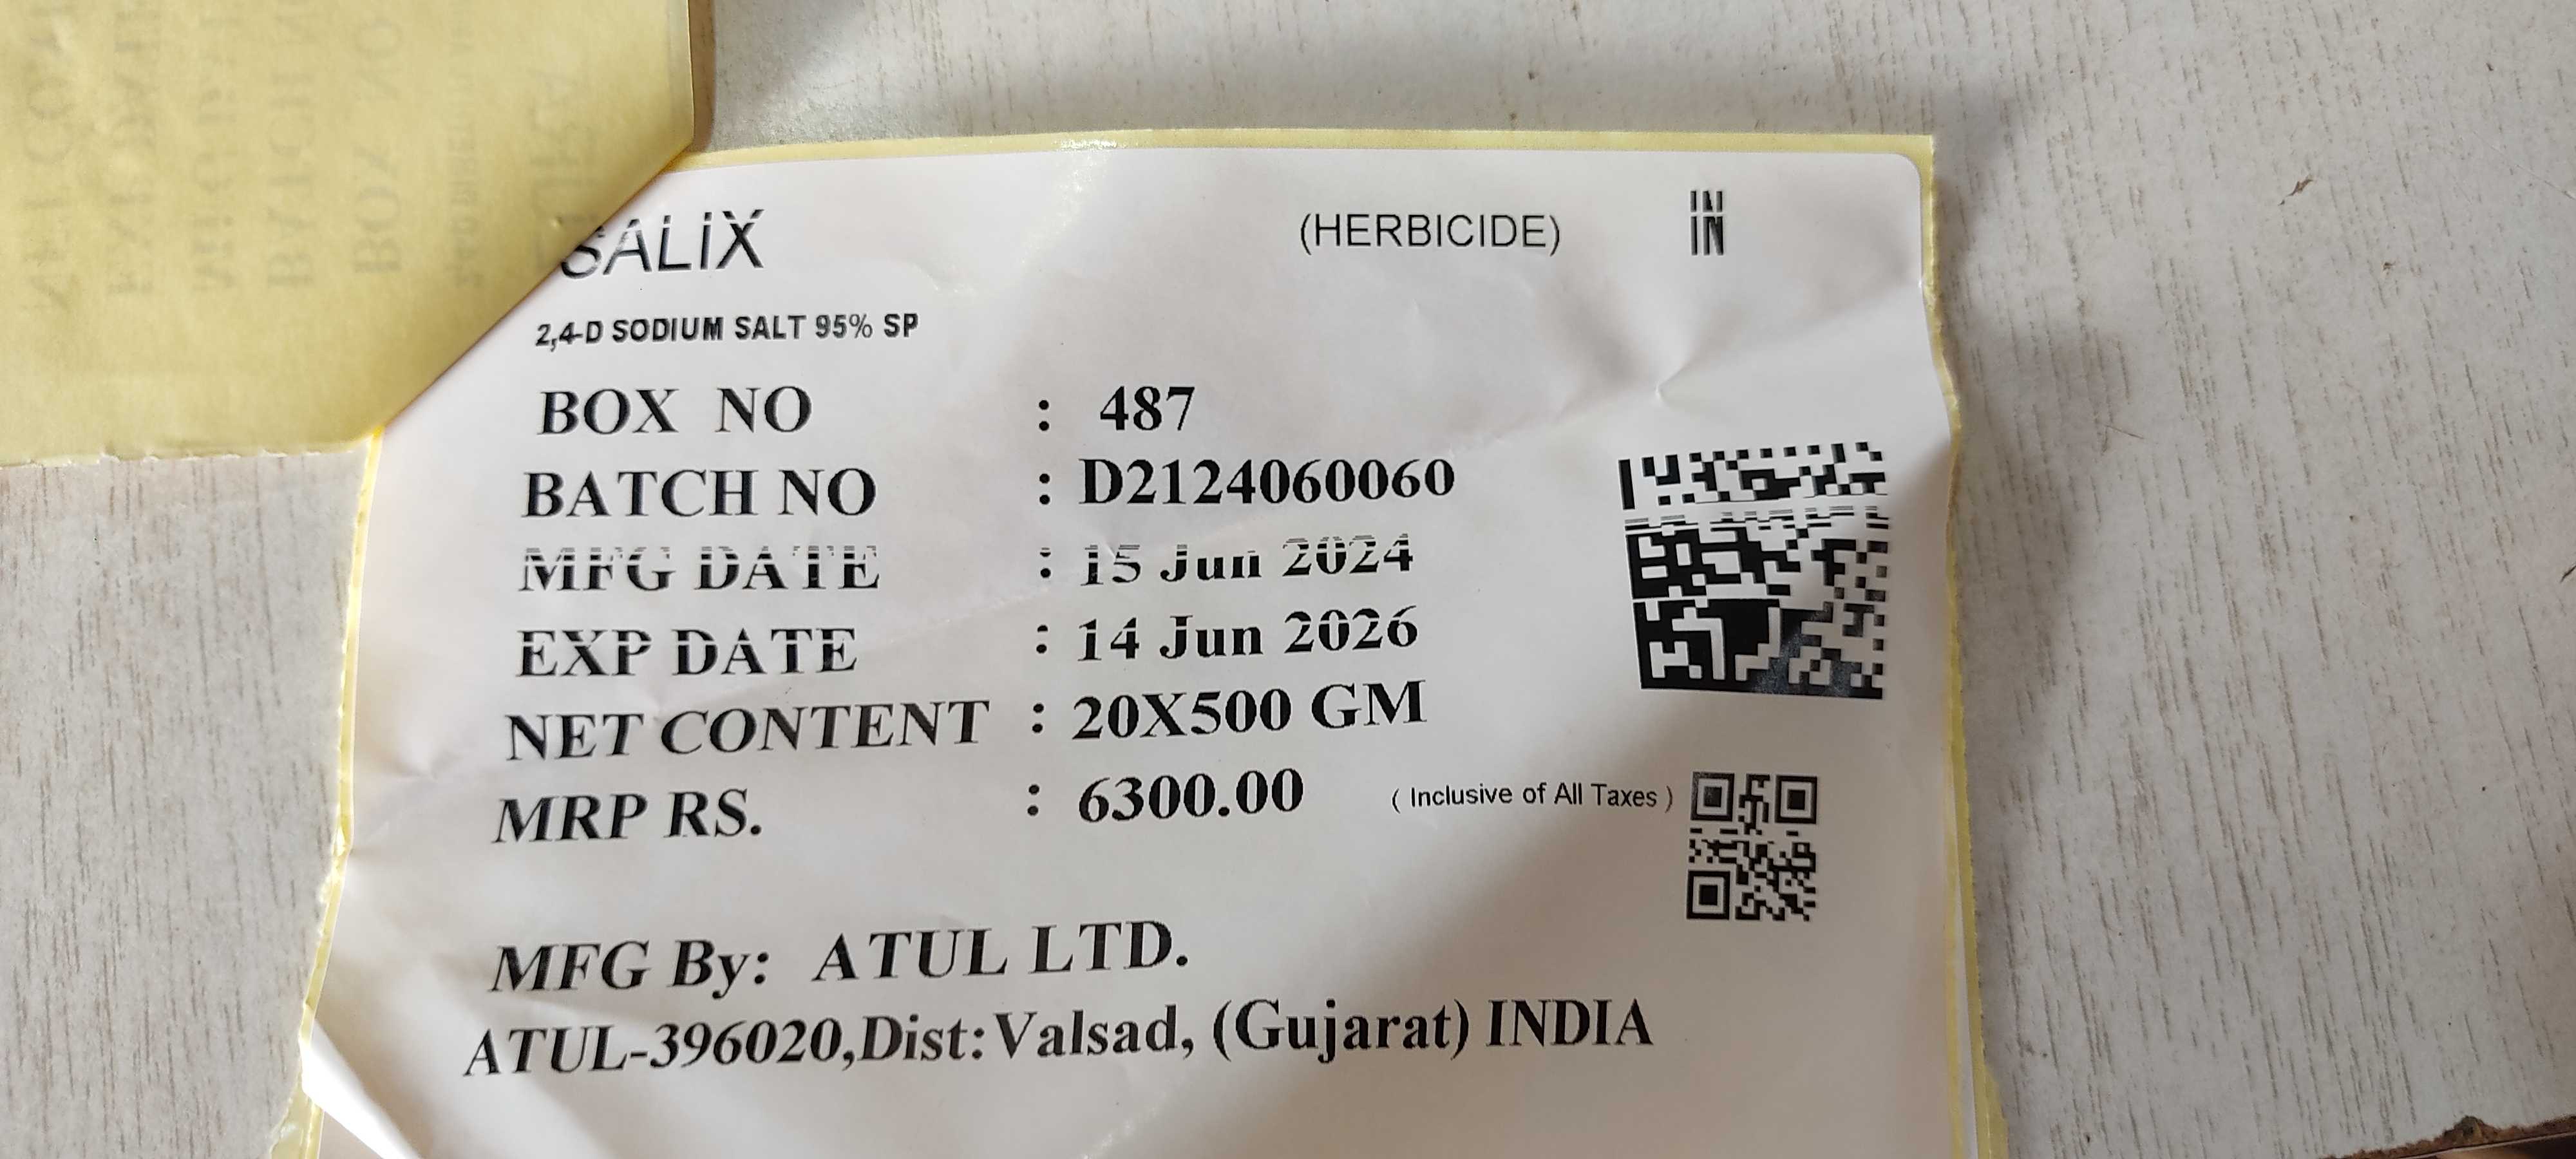 SALiX (HERBICIDE) IN
2,4-D SODIUM SALT 95% SP
BOX NO : 487
BATCH NO : D2124060060
MFG DATE : 15 Jun 2024
EXP DATE : 14 Jun 2026
NET CONTENT : 20X500 GM
MRP RS. : 6300.00 ( Inclusive of All Taxes )
MFG By: ATUL LTD.
ATUL-396020,Dist:Valsad, (Gujarat) INDIA